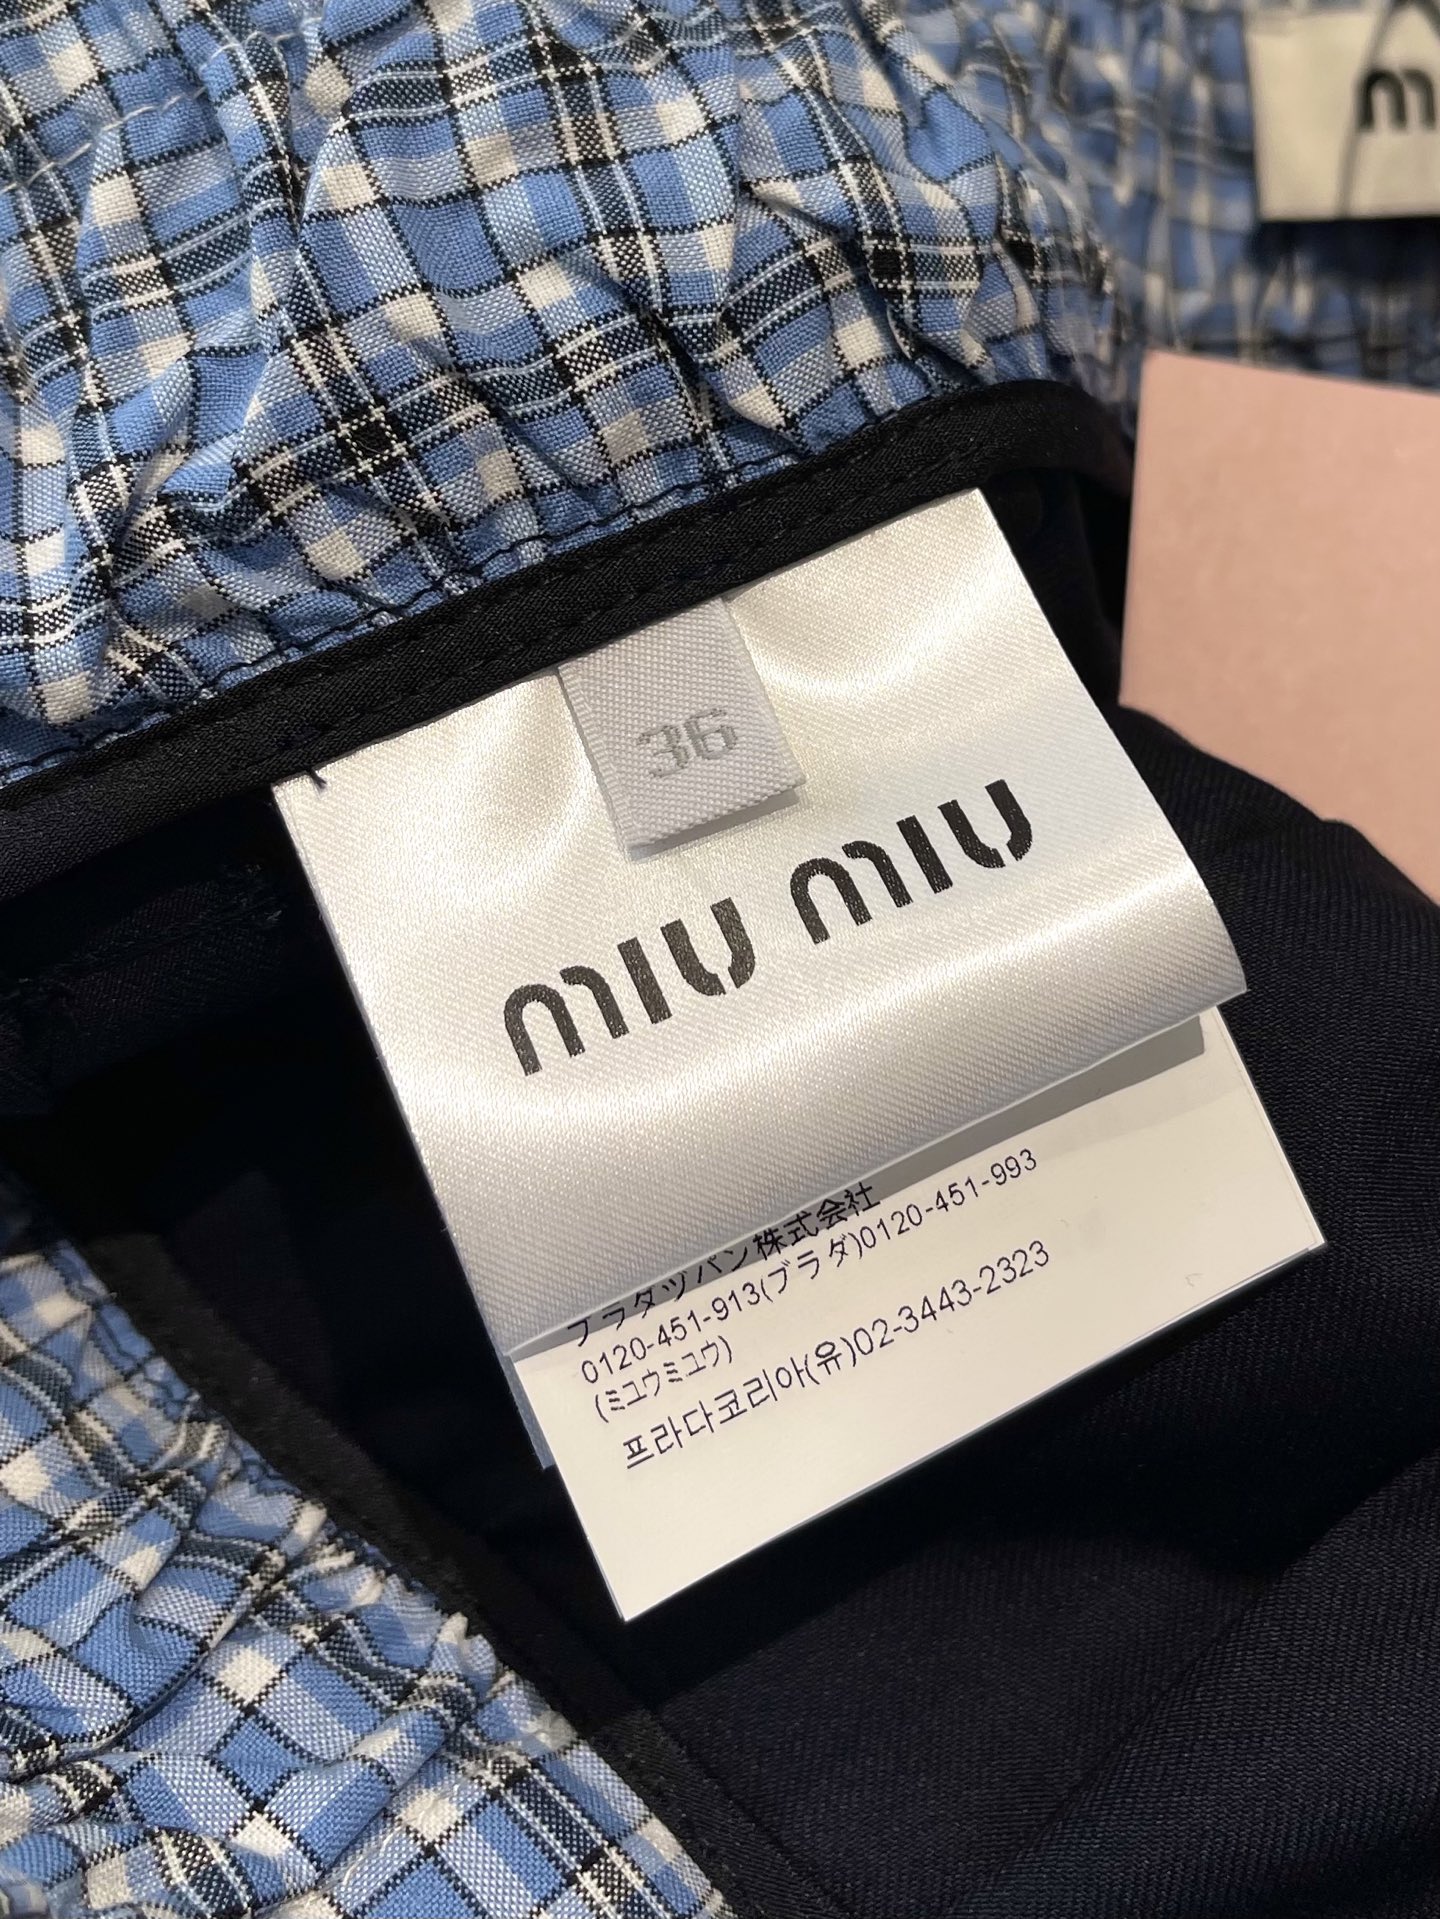 36
miu miu
プラダジャパン株式会社
0120-451-913(プラダ)0120-451-993
(ミュウミュウ)
프라다코리아(유)02-3443-2323